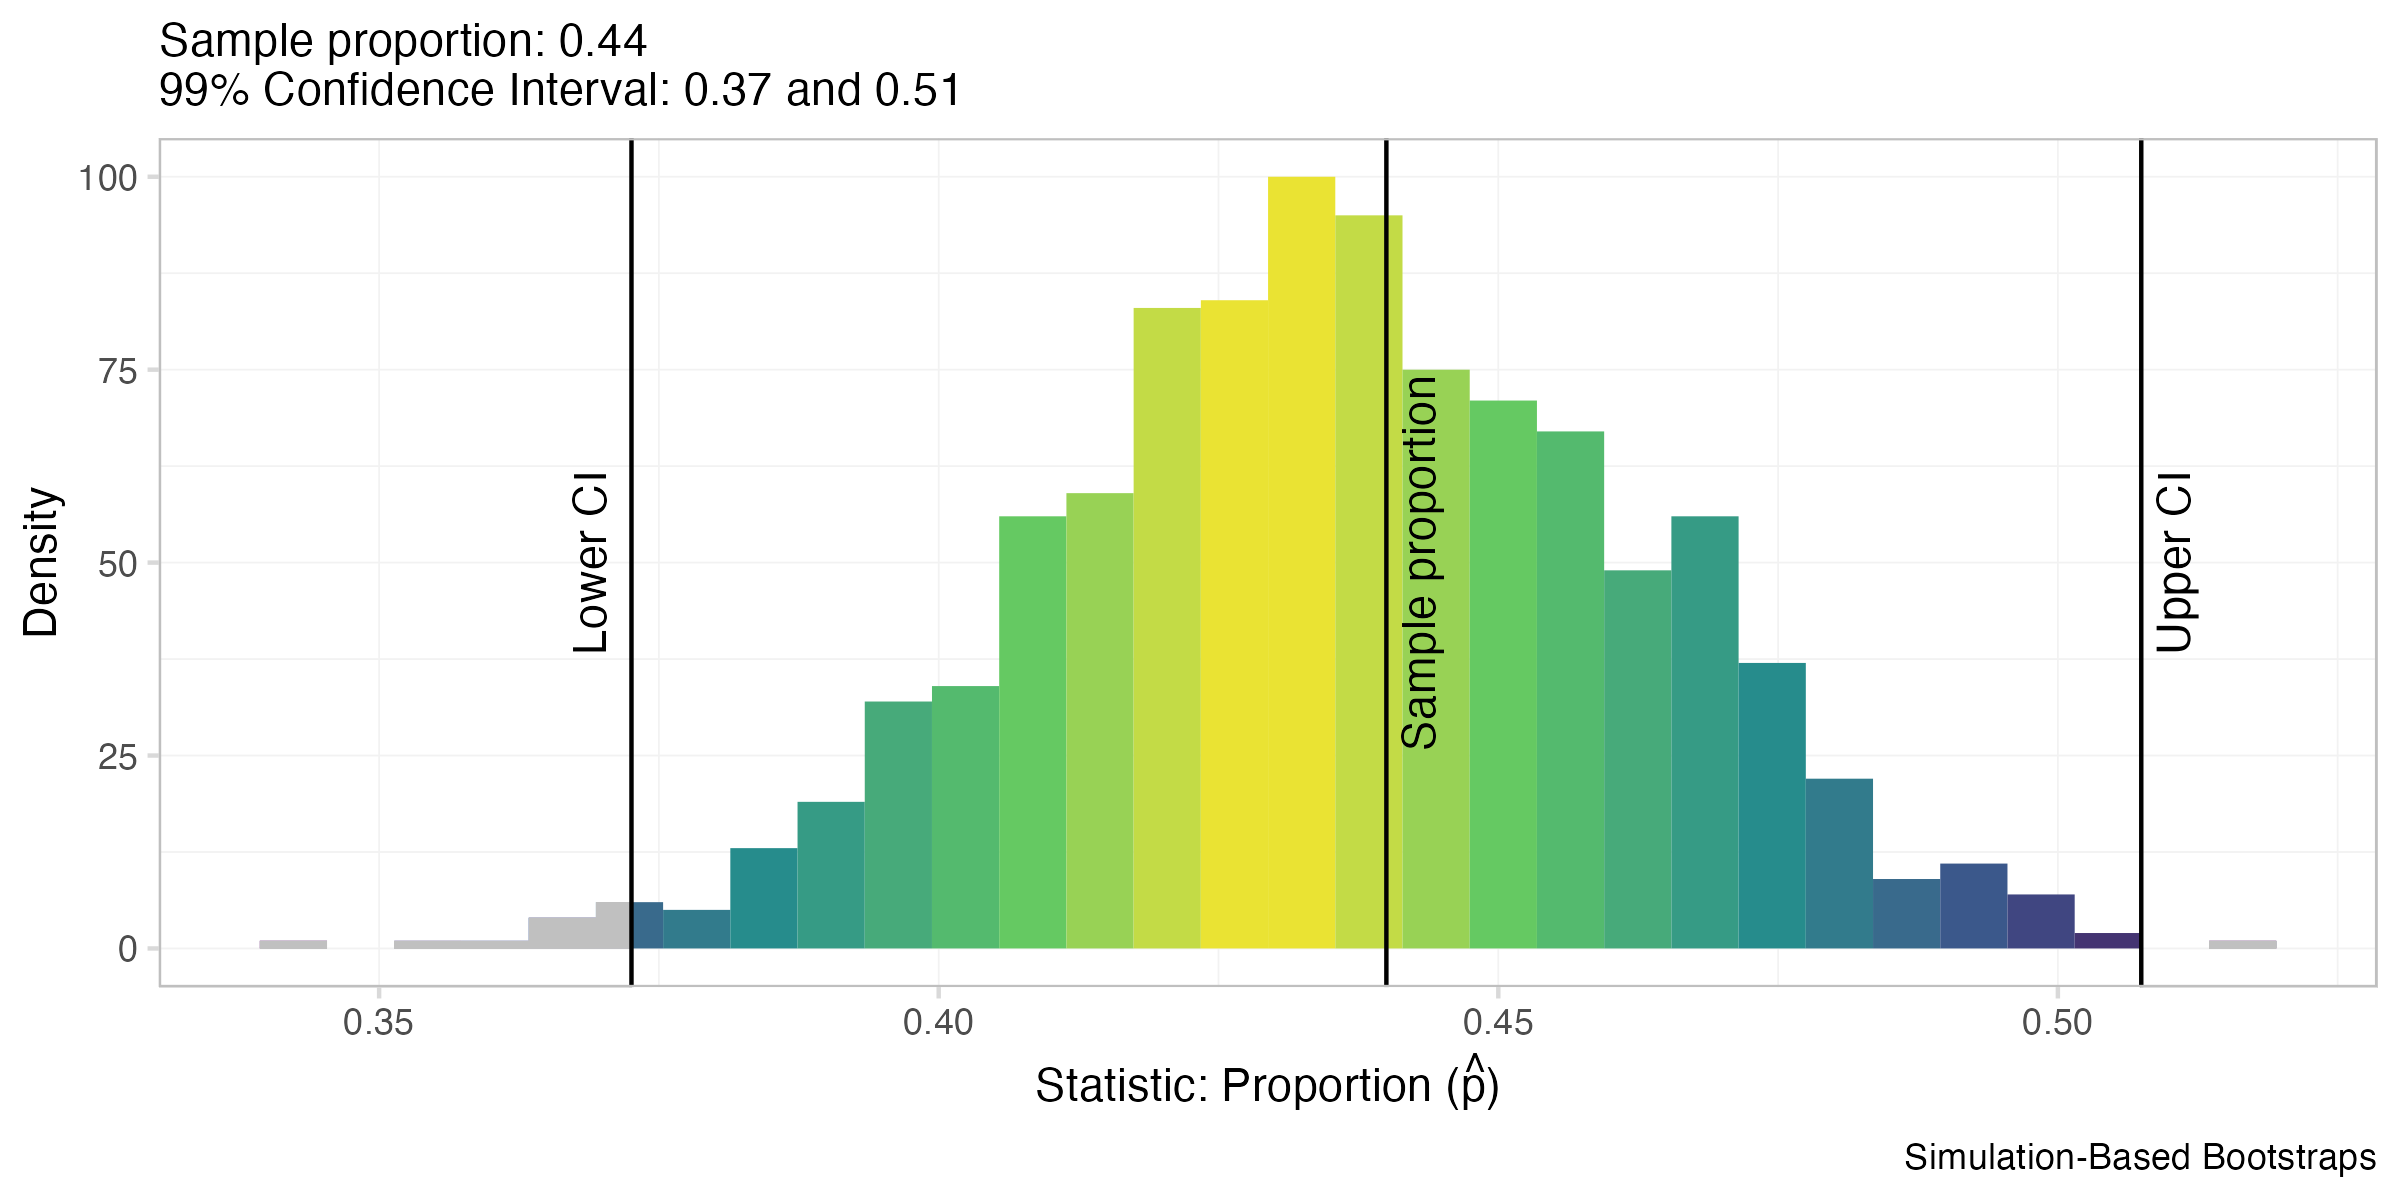 Sample proportion: 0.44
99% Confidence Interval: 0.37 and 0.51
Density
100
75
50
25
0
Lower CI
Sample proportion
Upper CI
0.35
0.40
0.45
0.50
Statistic: Proportion (p̂)
Simulation-Based Bootstraps